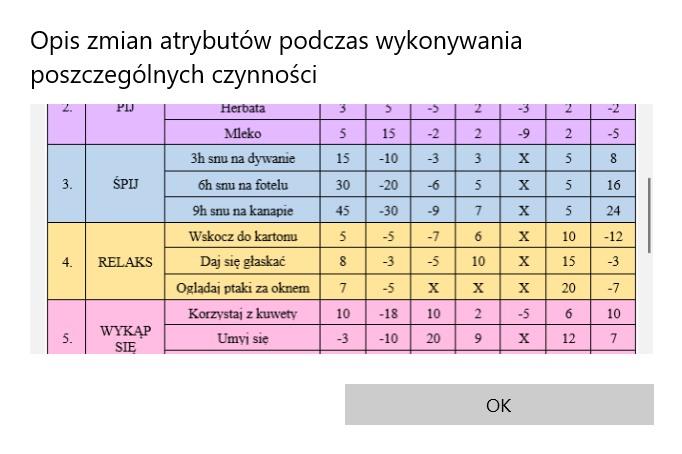 Opis zmian atrybutów podczas wykonywania
poszczególnych czynności
2. PIJ Herbata 3 5 -5 2 -3 2 -2
Mleko 5 15 -2 2 -9 2 -5
3. ŚPIJ 3h snu na dywanie 15 -10 -3 3 X 5 8
6h snu na fotelu 30 -20 -6 5 X 5 16
9h snu na kanapie 45 -30 -9 7 X 5 24
4. RELAKS Wskocz do kartonu 5 -5 -7 6 X 10 -12
Daj się głaskać 8 -3 -5 10 X 15 -3
Oglądaj ptaki za oknem 7 -5 X X X 20 -7
5. WYKĄP SIĘ Korzystaj z kuwety 10 -18 10 2 -5 6 10
Umyj się -3 -10 20 9 X 12 7
OK